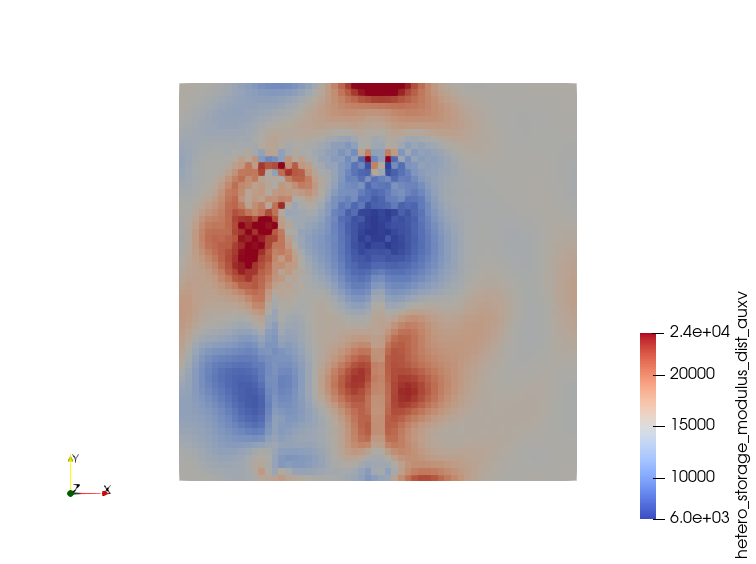 2.4e+04
20000
15000
10000
6.0e+03
hetero_storage_modulus_dist_auxv
Y
Z
X